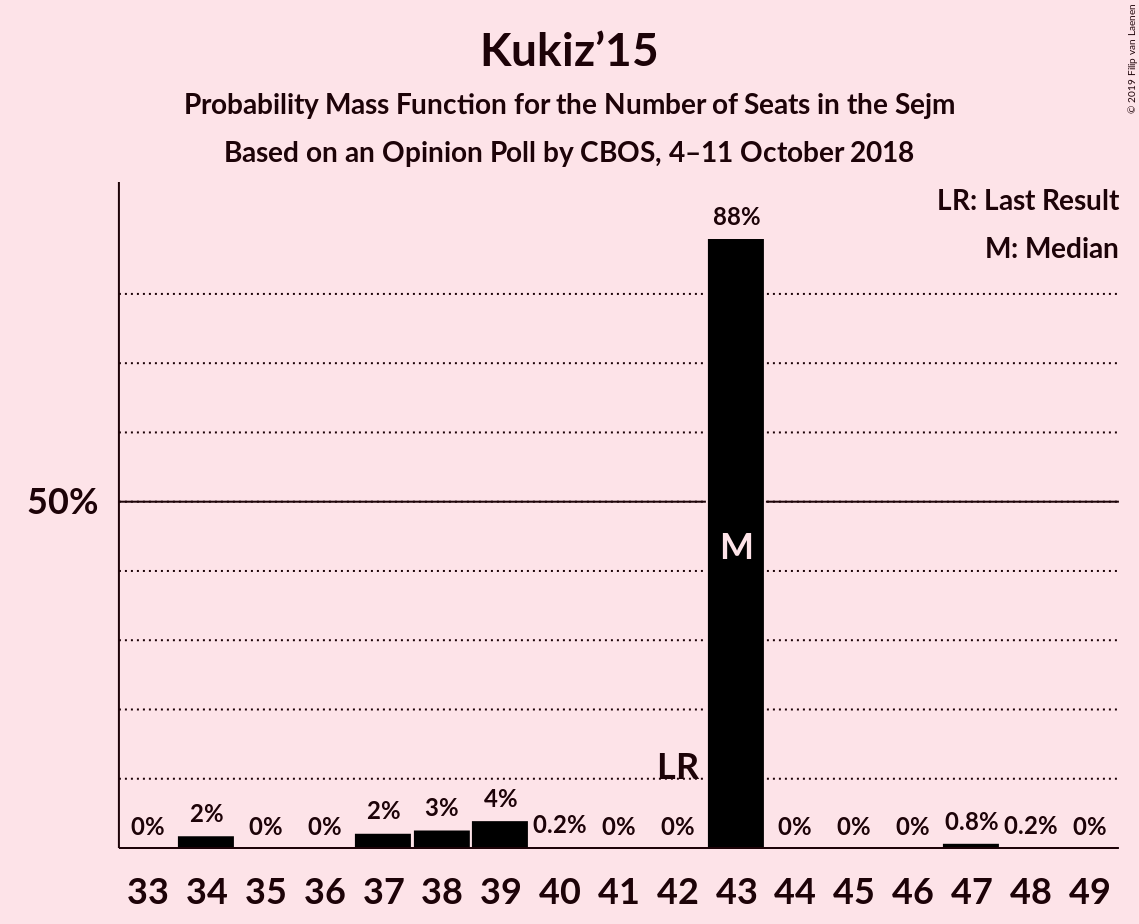 Kukiz’15
Probability Mass Function for the Number of Seats in the Sejm
Based on an Opinion Poll by CBOS, 4–11 October 2018
© 2019 Filip van Laenen
LR: Last Result
M: Median
88%
50%
M
LR
0% 2% 0% 0% 2% 3% 4% 0.2% 0% 0% 0% 0% 0% 0.8% 0.2% 0%
33 34 35 36 37 38 39 40 41 42 43 44 45 46 47 48 49